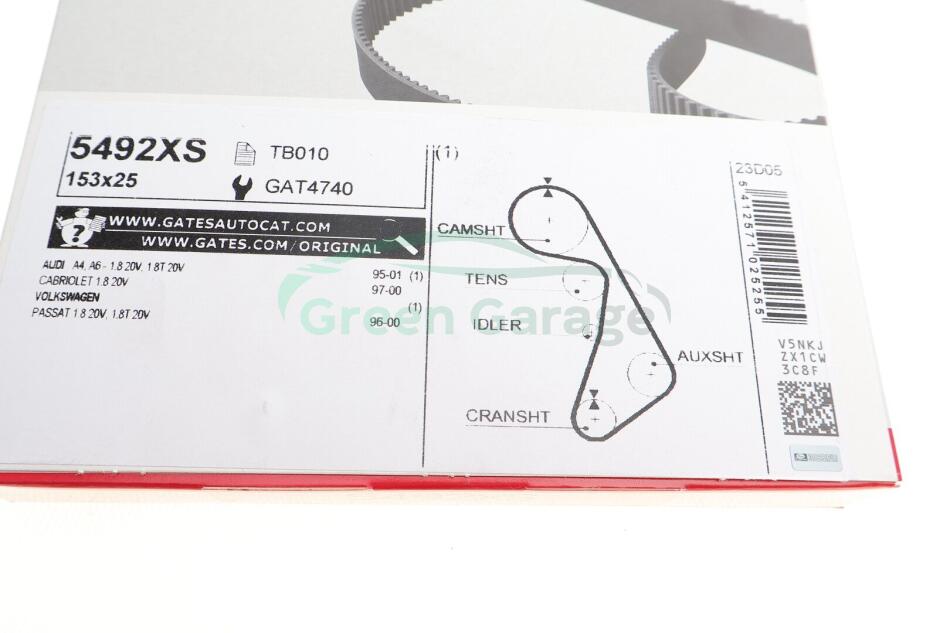 5492XS
153x25
TB010
GAT4740
WWW.GATESAUTOCAT.COM
WWW.GATES.COM/ORIGINAL
AUDI A4, A6 - 1.8 20V, 1.8T 20V 95-01 (1)
CABRIOLET 1.8 20V 97-00
VOLKSWAGEN (1)
PASSAT 1.8 20V, 1.8T 20V 96-00
(1)
CAMSHT
TENS
IDLER
AUXSHT
CRANSHT
Green Garage
23D05
5412571025255
V5NKJ
ZX1CW
3C8F